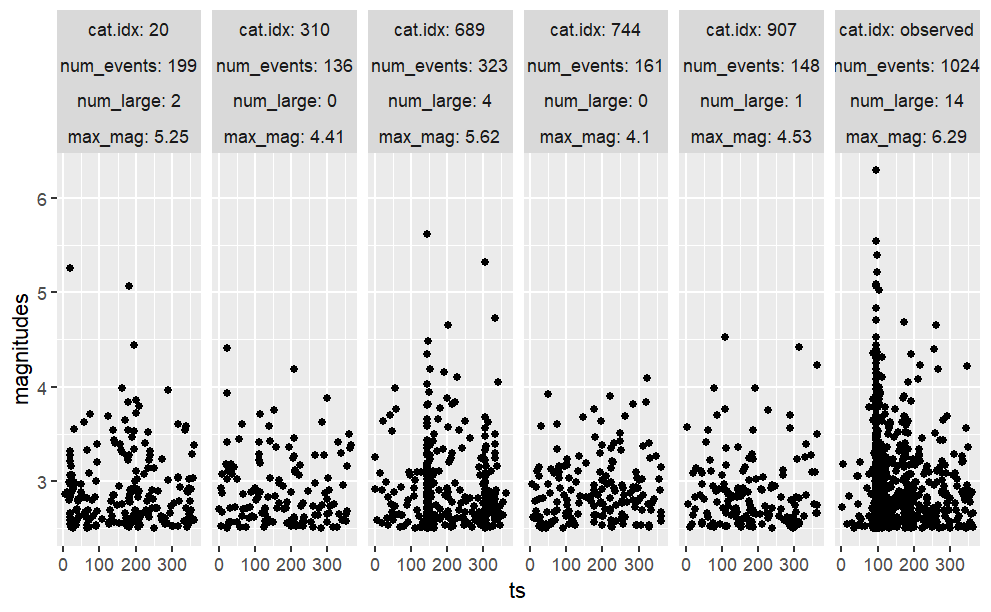 cat.idx: 20
num_events: 199
num_large: 2
max_mag: 5.25
cat.idx: 310
num_events: 136
num_large: 0
max_mag: 4.41
cat.idx: 689
num_events: 323
num_large: 4
max_mag: 5.62
cat.idx: 744
num_events: 161
num_large: 0
max_mag: 4.1
cat.idx: 907
num_events: 148
num_large: 1
max_mag: 4.53
cat.idx: observed
num_events: 1024
num_large: 14
max_mag: 6.29
magnitudes
6
5
4
3
0 100 200 300
0 100 200 300
0 100 200 300
0 100 200 300
0 100 200 300
0 100 200 300
ts